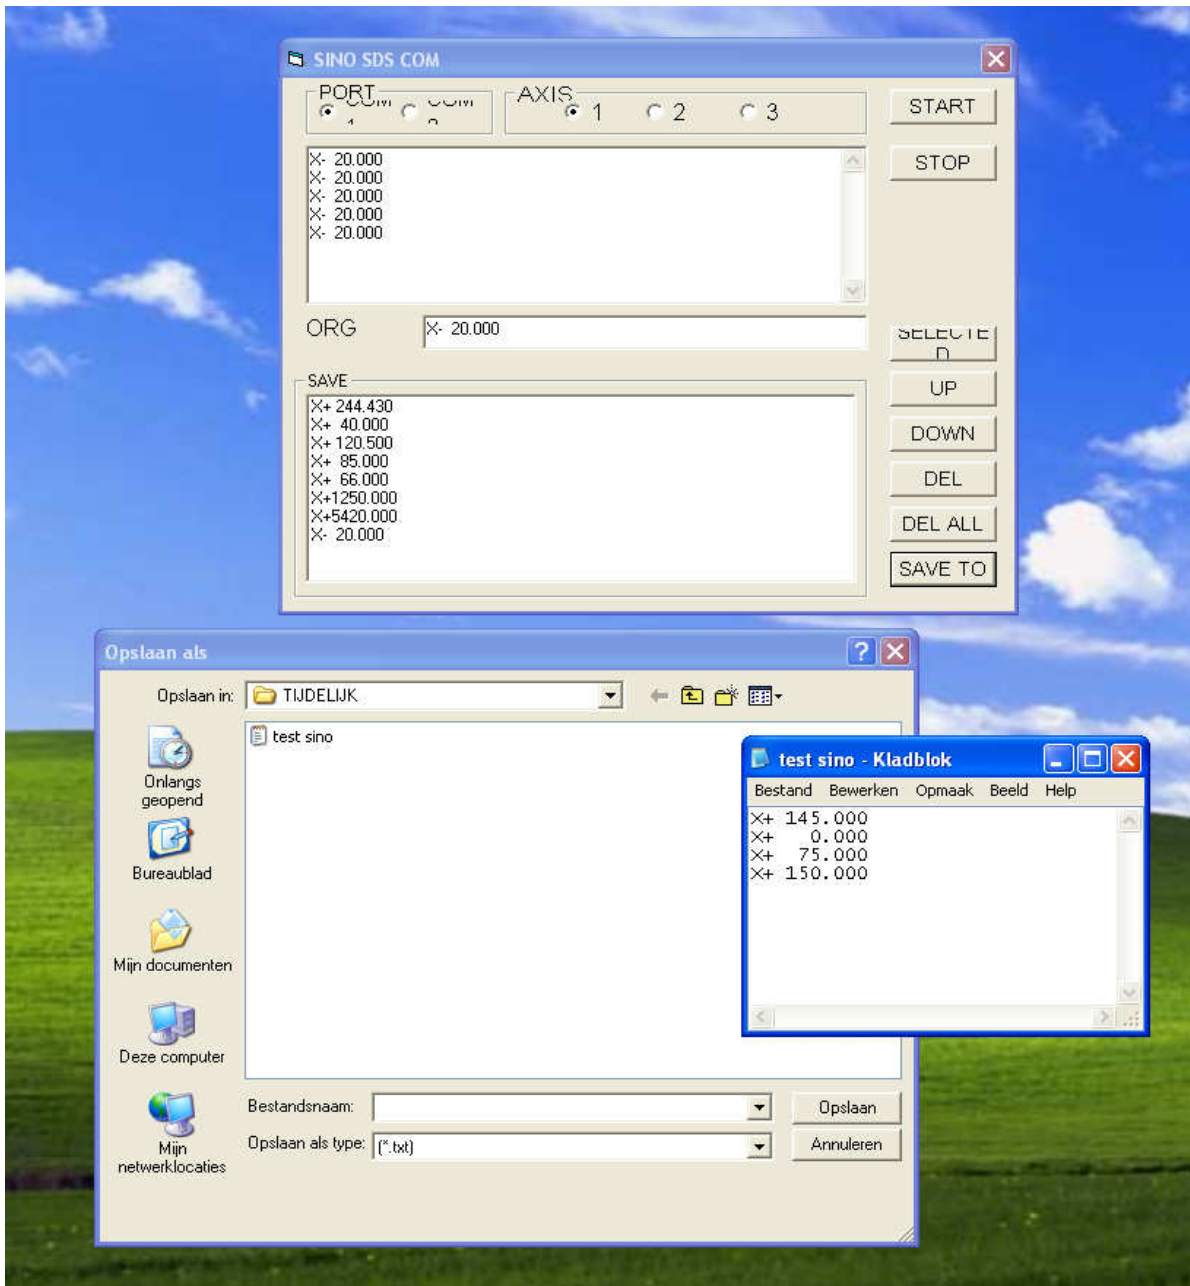 SINO SDS COM
PORT
AXIS
COM
COM
1
2
3
START
STOP
X- 20.000
X- 20.000
X- 20.000
X- 20.000
X- 20.000
ORG
X- 20.000
SELECTE
D
UP
DOWN
DEL
DEL ALL
SAVE TO
SAVE
X+ 244.430
X+ 40.000
X+ 120.500
X+ 85.000
X+ 66.000
X+1250.000
X+5420.000
X- 20.000
Opslaan als
Opslaan in: TIJDELIJK
test sino
Onlangs
geopend
Bureaublad
Mijn documenten
Deze computer
Mijn
netwerklocaties
Bestandsnaam:
Opslaan
Opslaan als type: (*.txt)
Annuleren
test sino - Kladblok
Bestand Bewerken Opmaak Beeld Help
X+ 145.000
X+ 0.000
X+ 75.000
X+ 150.000